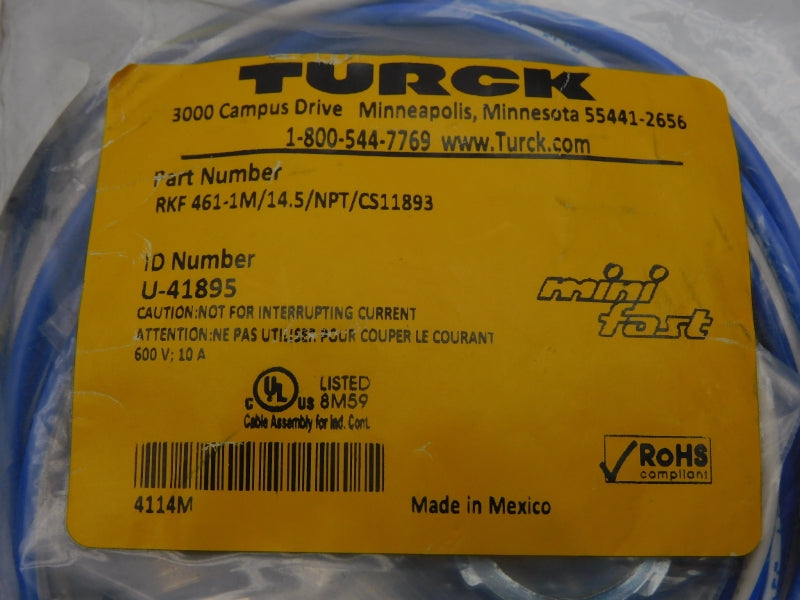 TURCK
3000 Campus Drive Minneapolis, Minnesota 55441-2656
1-800-544-7769 www.Turck.com
Part Number
RKF 461-1M/14.5/NPT/CS11893
ID Number
U-41895
mini
fast
CAUTION:NOT FOR INTERRUPTING CURRENT
ATTENTION:NE PAS UTILISER POUR COUPER LE COURANT
600 V; 10 A
C UL US LISTED
8M59
Cable Assembly for Ind. Cont.
RoHS
compliant
4114M
Made in Mexico